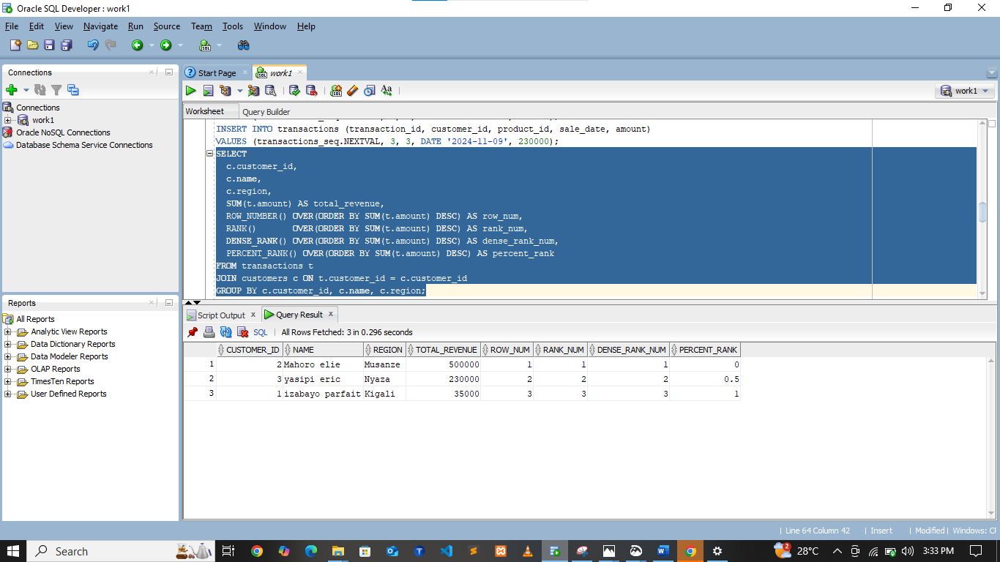 Oracle SQL Developer : work1
File Edit View Navigate Run Source Team Tools Window Help
Connections
Connections
work1
Oracle NoSQL Connections
Database Schema Service Connections
Reports
All Reports
Analytic View Reports
Data Dictionary Reports
Data Modeler Reports
OLAP Reports
TimesTen Reports
User Defined Reports
Start Page work1
work1
Worksheet Query Builder
INSERT INTO transactions (transaction_id, customer_id, product_id, sale_date, amount)
VALUES (transactions_seq.NEXTVAL, 3, 3, DATE '2024-11-09', 230000);
SELECT
c.customer_id,
c.name,
c.region,
SUM(t.amount) AS total_revenue,
ROW_NUMBER() OVER(ORDER BY SUM(t.amount) DESC) AS row_num,
RANK() OVER(ORDER BY SUM(t.amount) DESC) AS rank_num,
DENSE_RANK() OVER(ORDER BY SUM(t.amount) DESC) AS dense_rank_num,
PERCENT_RANK() OVER(ORDER BY SUM(t.amount) DESC) AS percent_rank
FROM transactions t
JOIN customers c ON t.customer_id = c.customer_id
GROUP BY c.customer_id, c.name, c.region;
Script Output x Query Result x
SQL | All Rows Fetched: 3 in 0.296 seconds
CUSTOMER_ID NAME REGION TOTAL_REVENUE ROW_NUM RANK_NUM DENSE_RANK_NUM PERCENT_RANK
1 2 Mahoro elie Musanze 500000 1 1 1 0
2 3 yasipi eric Nyaza 230000 2 2 2 0.5
3 1 izabayo parfait Kigali 35000 3 3 3 1
| Line 64 Column 42 | Insert | Modified | Windows: CF
Search 2 28°C 3:33 PM